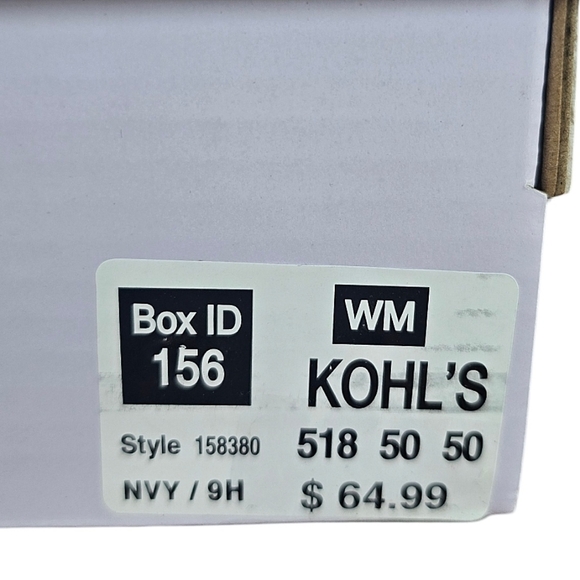 Box ID
156
WM
KOHL'S
Style 158380
518 50 50
NVY / 9H
$ 64.99